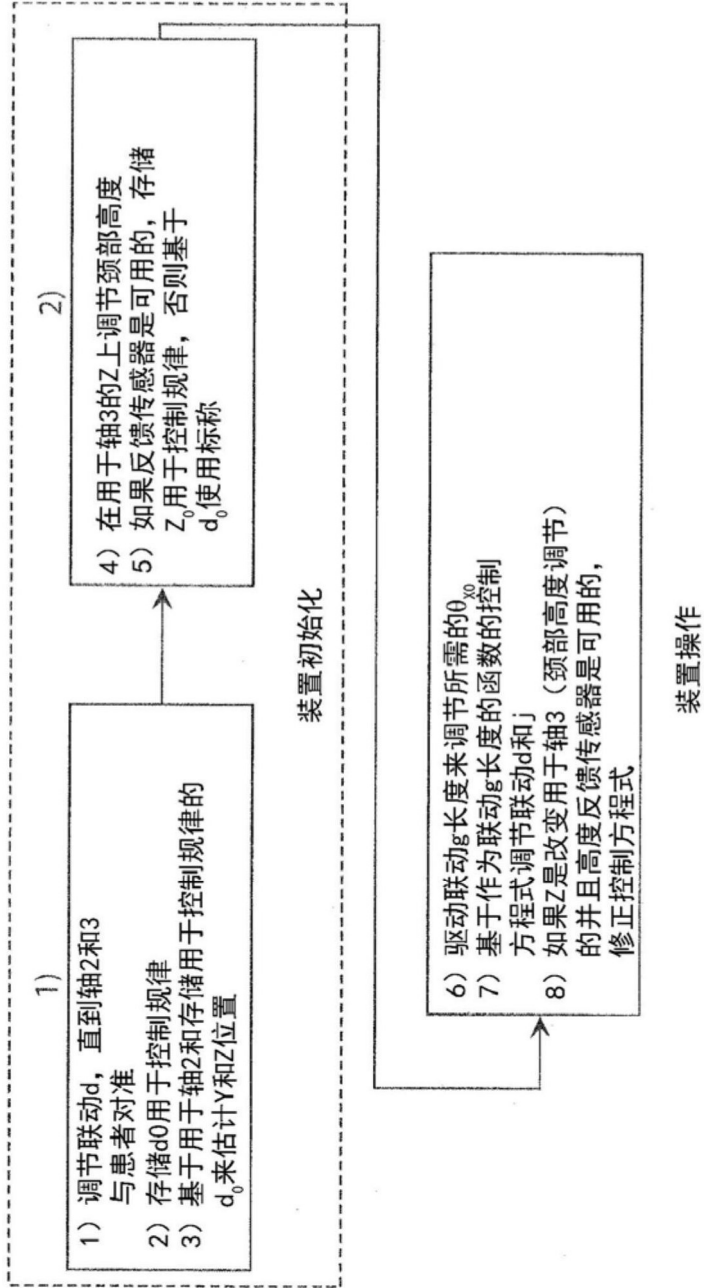 1)
1) 调节联动d, 直到轴2和3
与患者对准
2) 存储d0用于控制规律
3) 基于用于轴2和存储用于控制规律的
d₀来估计Y和Z位置
2)
4) 在用于轴3的Z上调节颈部高度
5) 如果反馈传感器是可用的, 存储
Z₀用于控制规律, 否则基于
d₀使用标称
装置初始化
6) 驱动联动g长度来调节所需的θX0
7) 基于作为联动g长度的函数的控制
方程式调节联动d和j
8) 如果Z是改变用于轴3 (颈部高度调节)
的并且高度反馈传感器是可用的,
修正控制方程式
装置操作